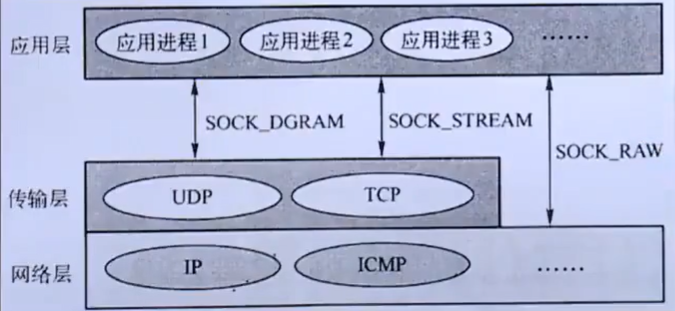 应用层 应用进程1 应用进程2 应用进程3 ……
SOCK_DGRAM SOCK_STREAM
SOCK_RAW
传输层 UDP TCP
网络层 IP ICMP ……